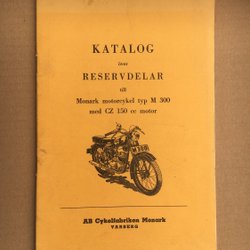 KATALOG
över
RESERVDELAR
till
Monark motorcykel typ M 300
med CZ 150 cc motor
AB Cykelfabriken Monark
VARBERG